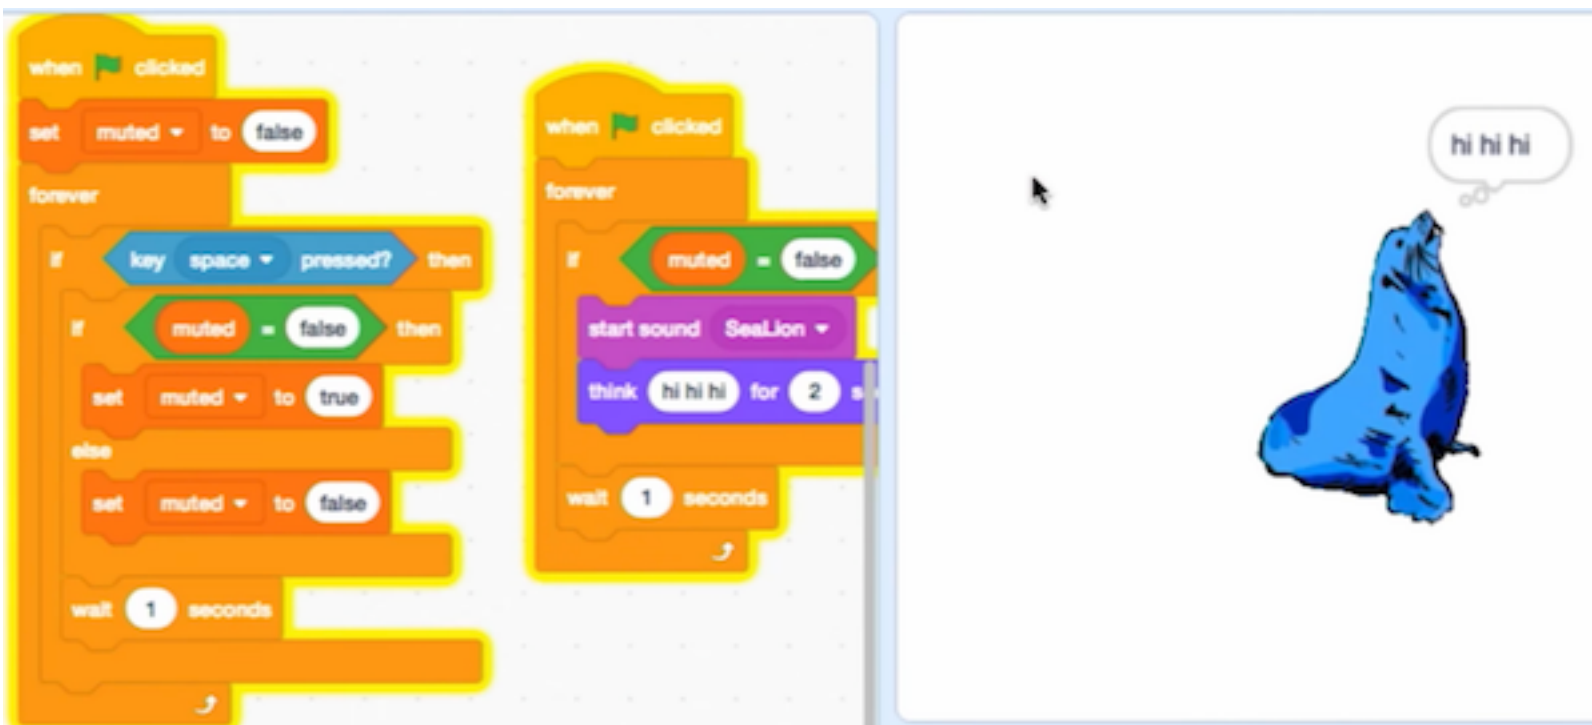 when clicked
set muted to false
forever
if key space pressed? then
if muted = false then
set muted to true
else
set muted to false
wait 1 seconds
when clicked
forever
if muted = false
start sound SeaLion
think hi hi hi for 2
wait 1 seconds
hi hi hi